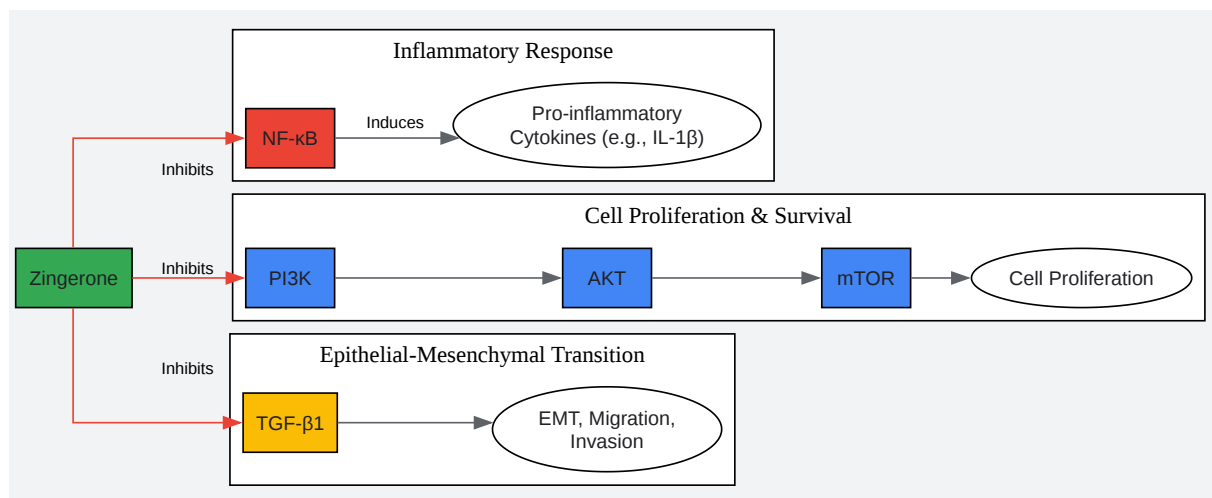 Inflammatory Response
NF-κB
Induces
Pro-inflammatory
Cytokines (e.g., IL-1β)
Inhibits
Cell Proliferation & Survival
Zingerone
Inhibits
PI3K
AKT
mTOR
Cell Proliferation
Epithelial-Mesenchymal Transition
Inhibits
TGF-β1
EMT, Migration,
Invasion